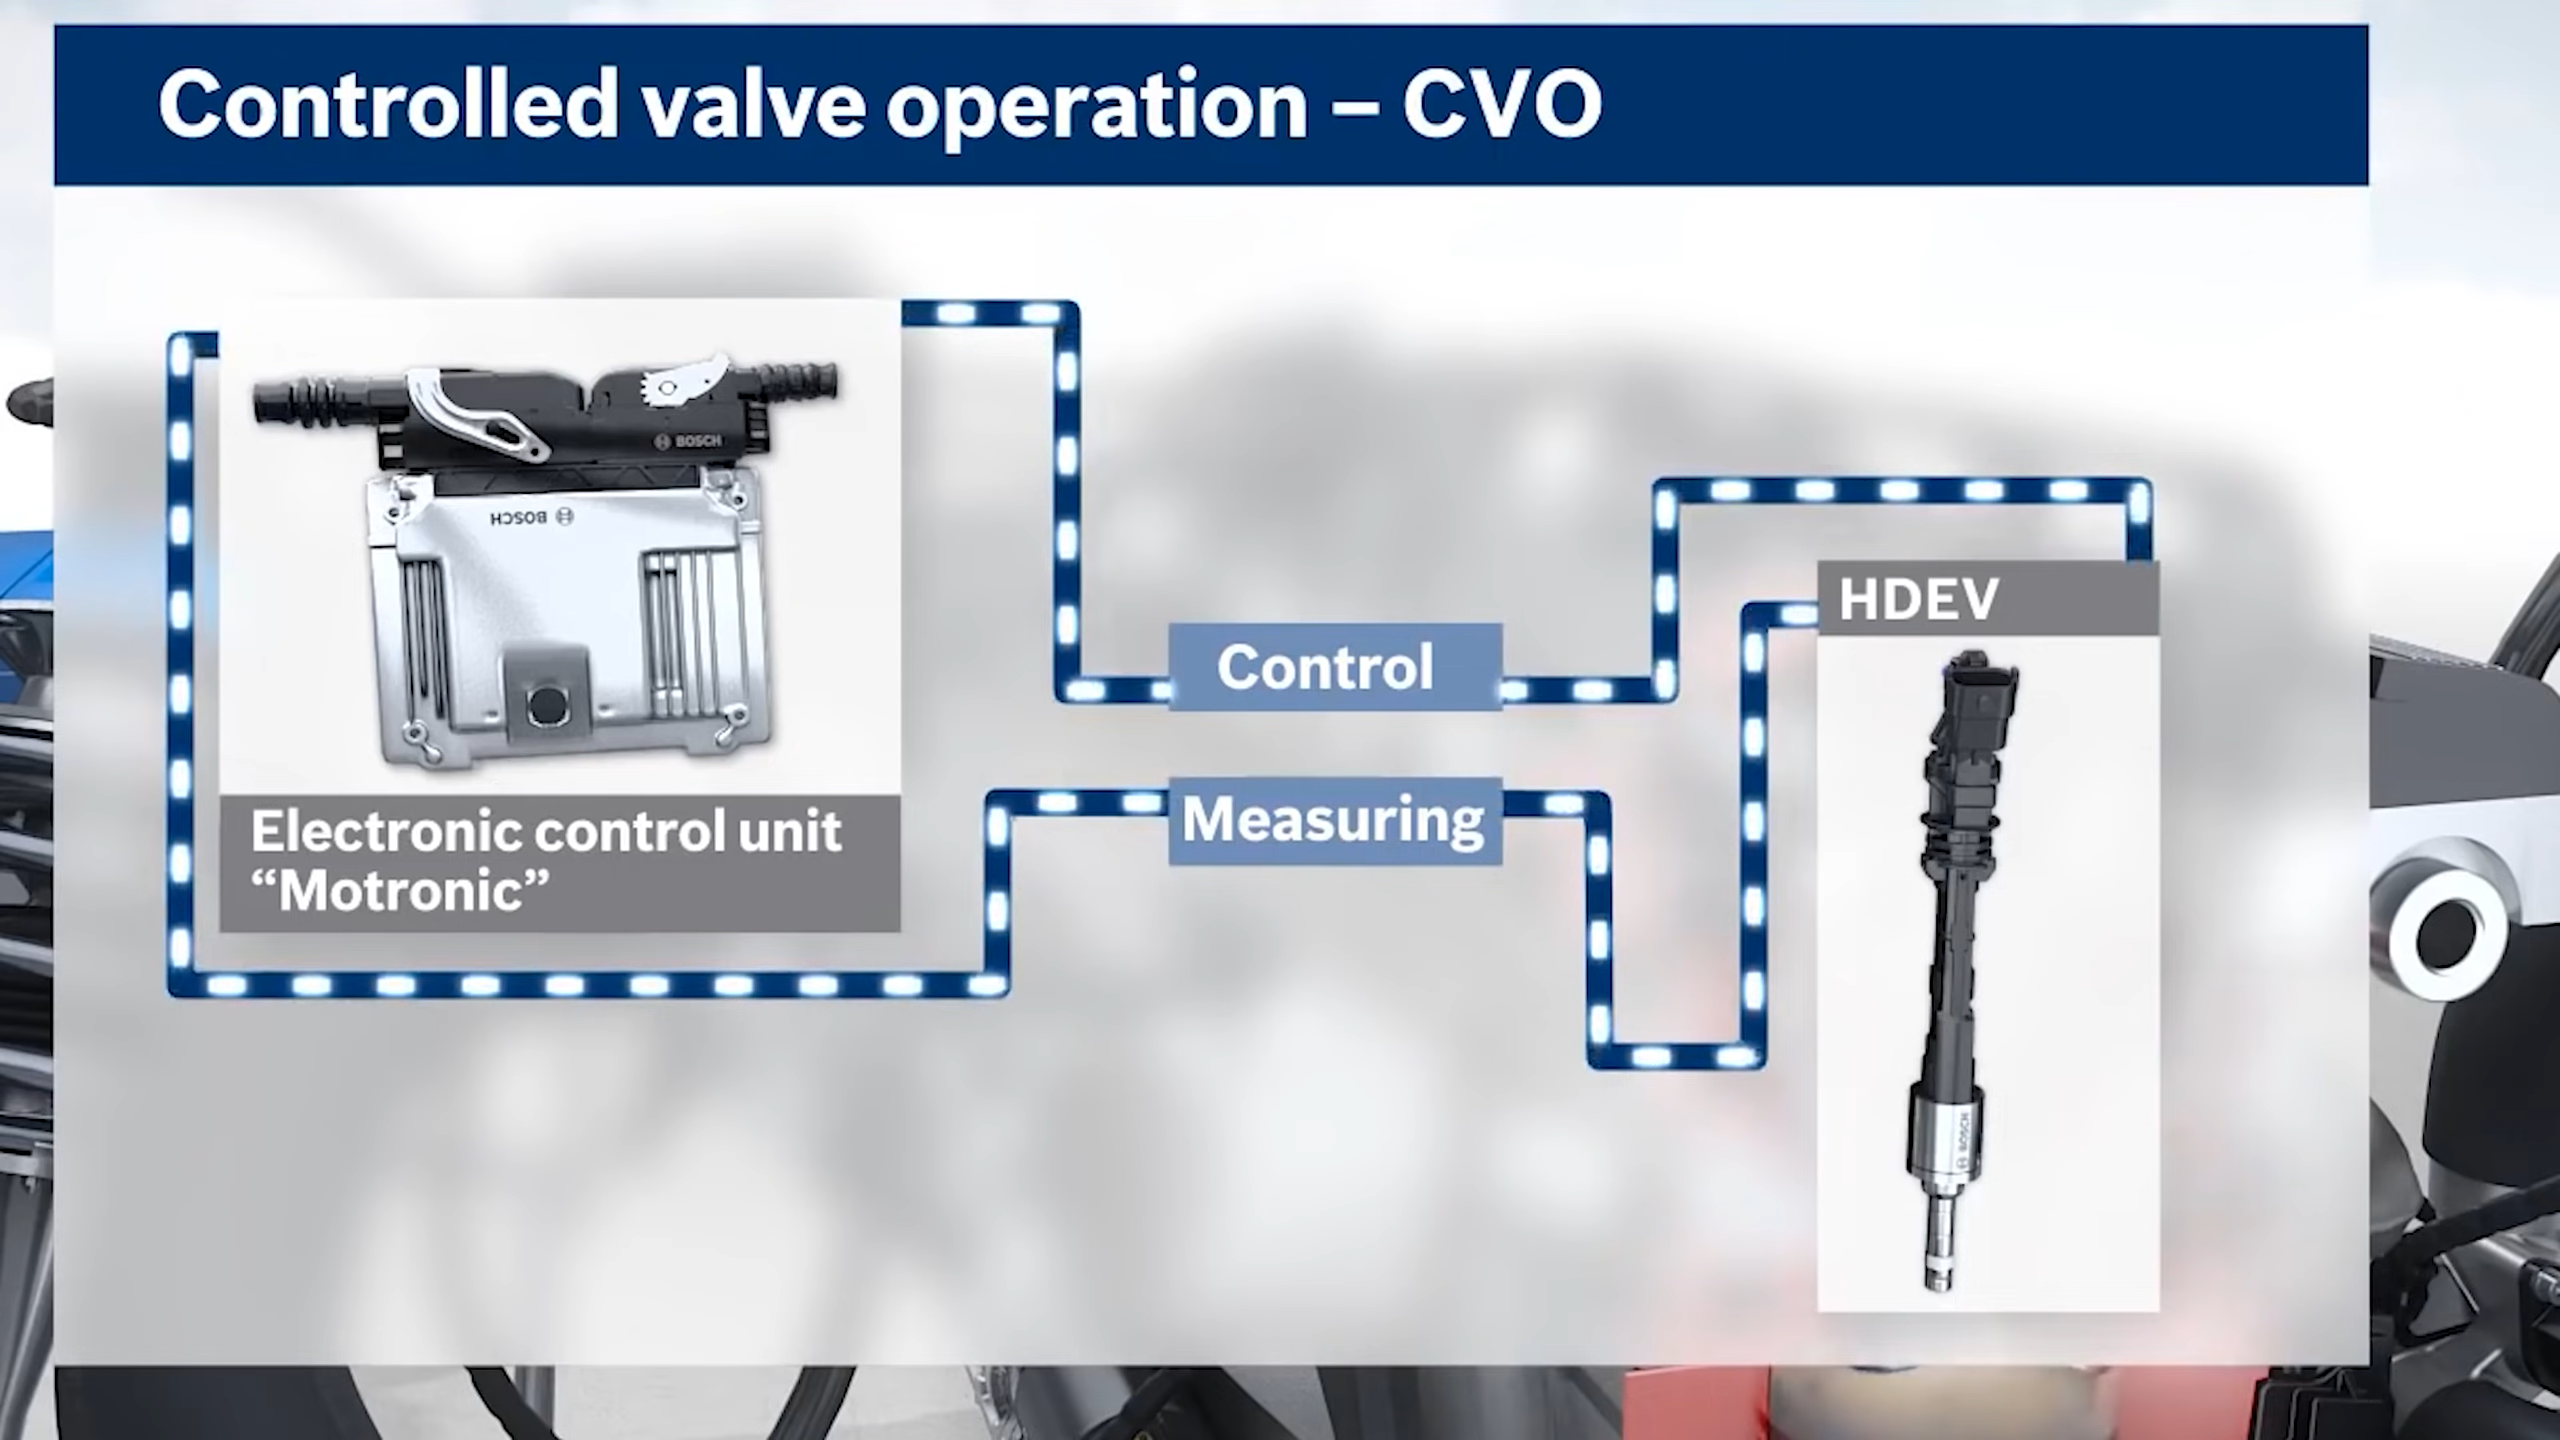 Controlled valve operation – CVO
BOSCH
BOSCH
Electronic control unit
“Motronic”
Control
Measuring
HDEV
BOSCH